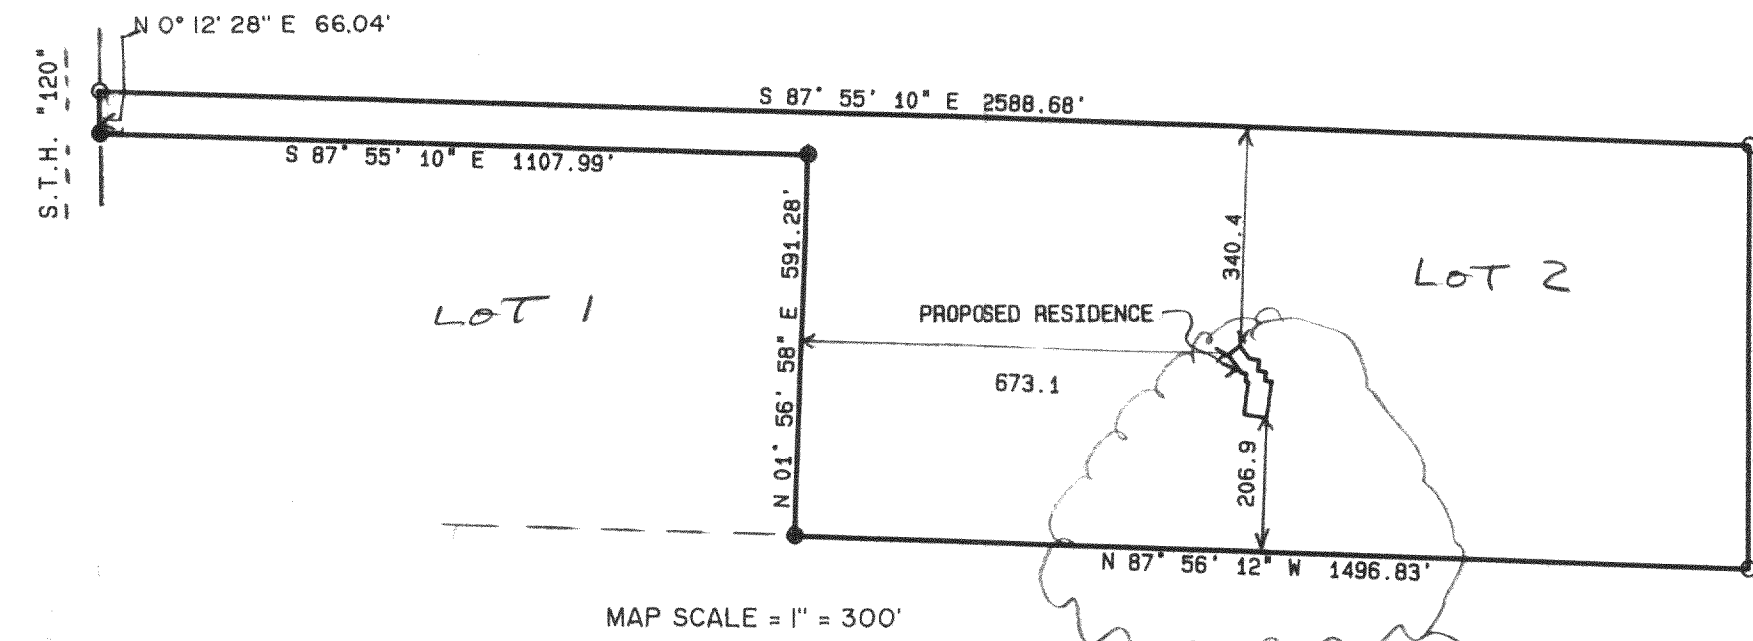 N 0° 12' 28" E 66.04'
S.T.H. "120"
S 87° 55' 10" E 2588.68'
S 87° 55' 10" E 1107.99'
N 01° 56' 58" E 591.28'
340.4
LOT 2
LOT 1
PROPOSED RESIDENCE
673.1
206.9
N 87° 56' 12" W 1496.83'
MAP SCALE = 1" = 300'